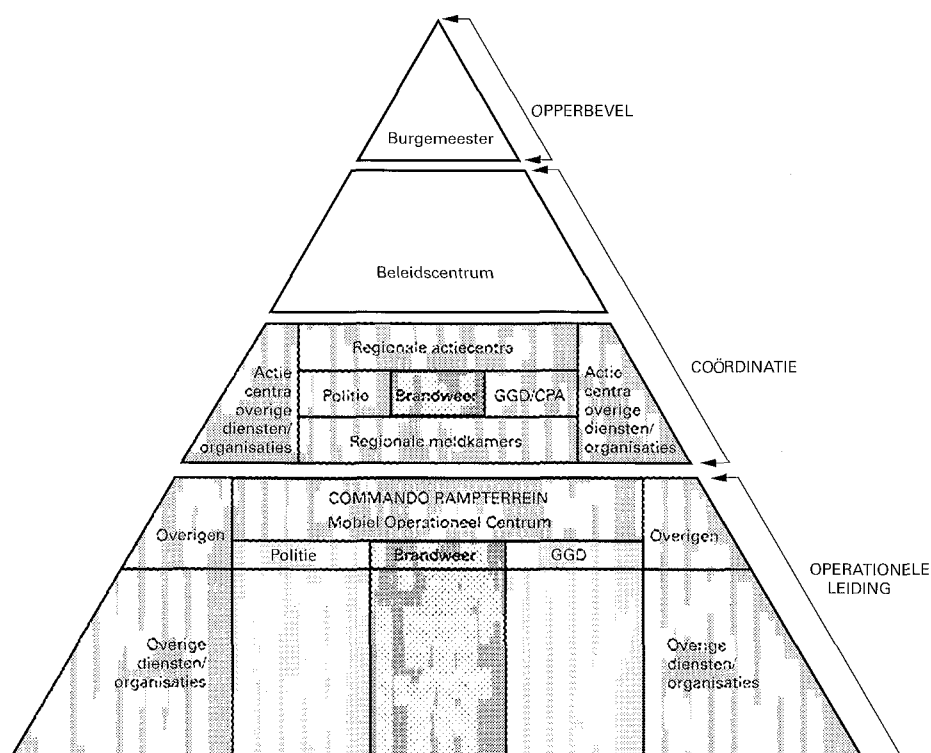 OPPERBEVEL
Burgemeester
Beleidscentrum
COÖRDINATIE
Regionale actiecentra
Actie
centra
overige
diensten/
organisaties
Politie
Brandweer
GGD/CPA
Regionale meldkamers
Actie
centra
overige
diensten/
organisaties
COMMANDO RAMPTERREIN
Mobiel Operationeel Centrum
Overigen
Politie
Brandweer
GGD
Overigen
OPERATIONELE
LEIDING
Overige
diensten/
organisaties
Overige
diensten/
organisaties